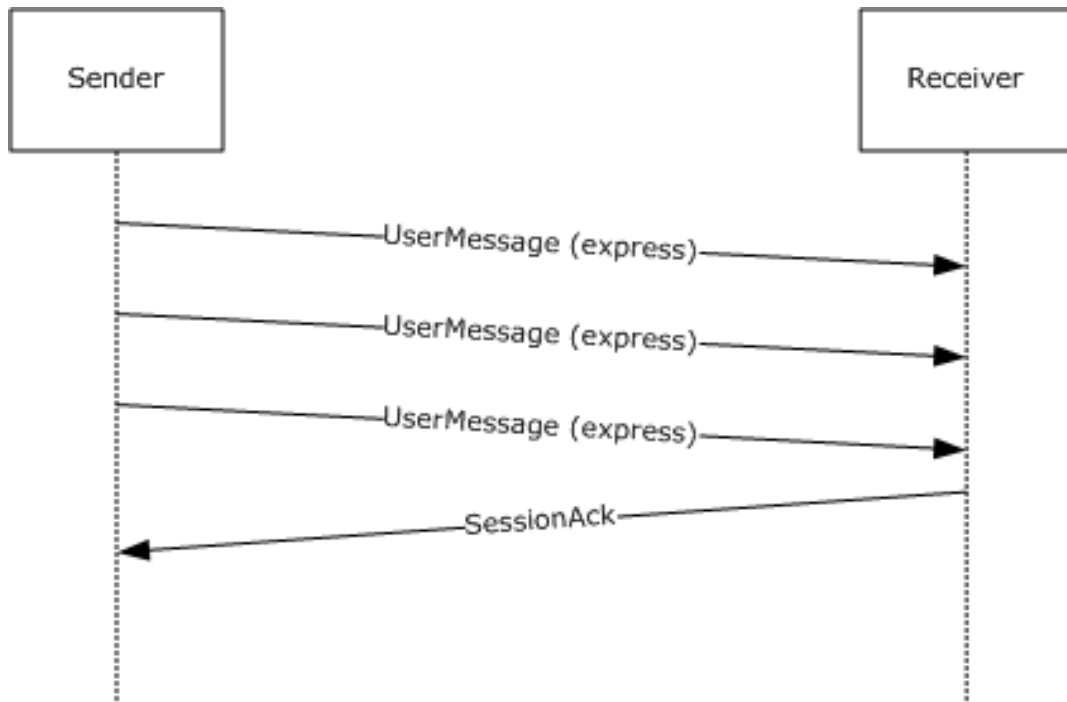 Sender
Receiver
UserMessage (express)
UserMessage (express)
UserMessage (express)
SessionAck